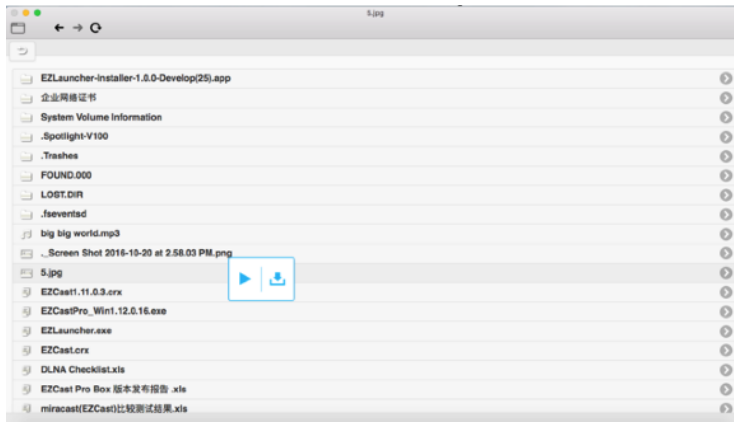 5.jpg
EZLauncher-Installer-1.0.0-Develop(25).app
企业网络证书
System Volume Information
.Spotlight-V100
.Trashes
FOUND.000
LOST.DIR
.fseventsd
big big world.mp3
._Screen Shot 2016-10-20 at 2.58.03 PM.png
5.jpg
EZCast1.11.0.3.crx
EZCastPro_Win1.12.0.16.exe
EZLauncher.exe
EZCast.crx
DLNA Checklist.xls
EZCast Pro Box 版本发布报告 .xls
miracast(EZCast)比较测试结果.xls